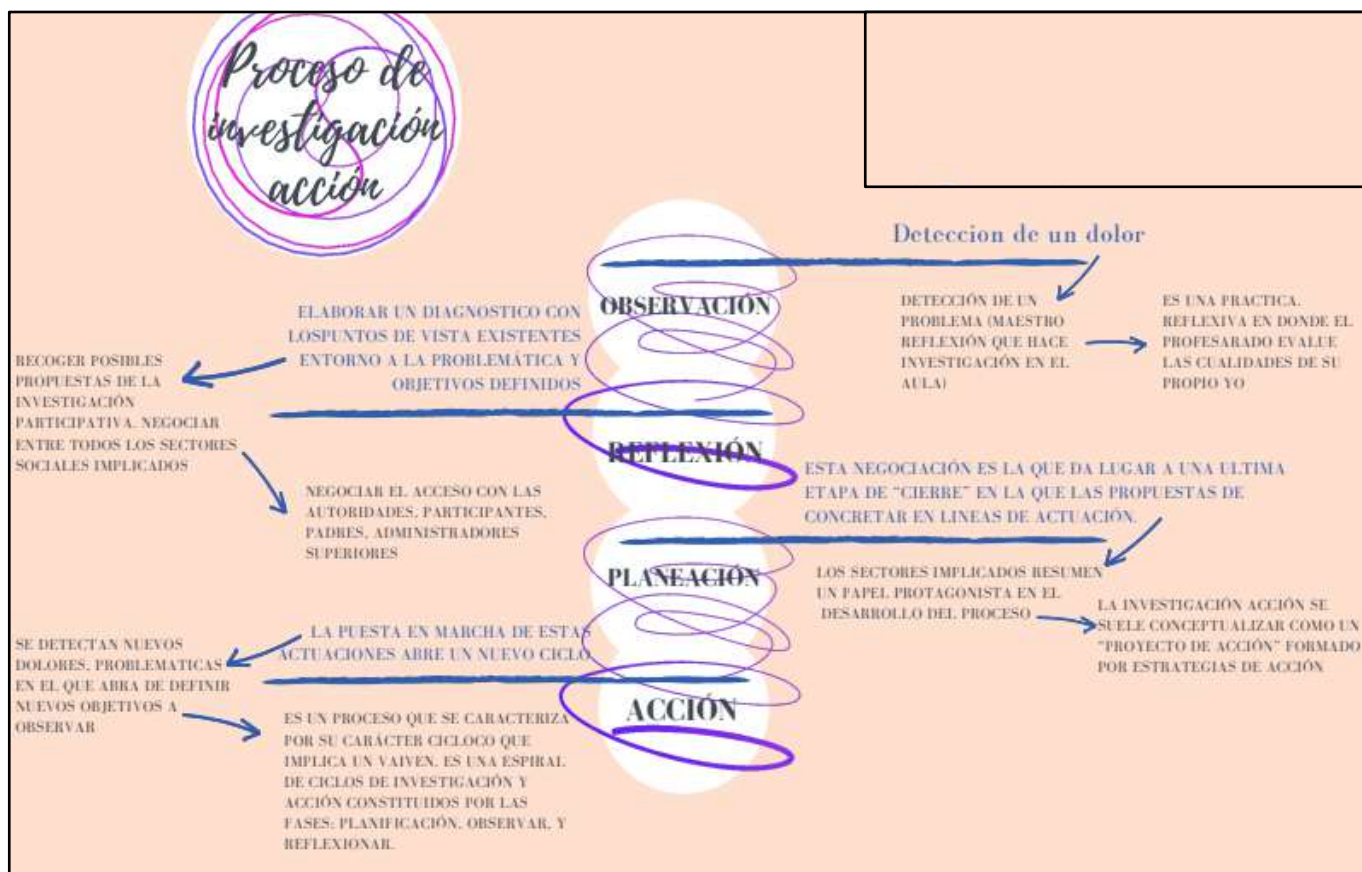 Proceso de
investigación
acción
Deteccion de un dolor
OBSERVACIÓN
DETECCIÓN DE UN
PROBLEMA (MAESTRO
REFLEXIÓN QUE HACE
INVESTIGACIÓN EN EL
AULA)
ES UNA PRACTICA.
REFLEXIVA EN DONDE EL
PROFESARADO EVALUE
LAS CUALIDADES DE SU
PROPIO YO
ELABORAR UN DIAGNOSTICO CON
LOSPUNTOS DE VISTA EXISTENTES
ENTORNO A LA PROBLEMÁTICA Y
OBJETIVOS DEFINIDOS
RECOGER POSIBLES
PROPUESTAS DE LA
INVESTIGACIÓN
PARTICIPATIVA. NEGOCIAR
ENTRE TODOS LOS SECTORES
SOCIALES IMPLICADOS
NEGOCIAR EL ACCESO CON LAS
AUTORIDADES, PARTICIPANTES,
PADRES, ADMINISTRADORES
SUPERIORES
REFLEXIÓN
ESTA NEGOCIACIÓN ES LA QUE DA LUGAR A UNA ULTIMA
ETAPA DE "CIERRE" EN LA QUE LAS PROPUESTAS DE
CONCRETAR EN LINEAS DE ACTUACIÓN.
PLANEACIÓN
LOS SECTORES IMPLICADOS RESUMEN
UN PAPEL PROTAGONISTA EN EL
DESARROLLO DEL PROCESO
LA INVESTIGACIÓN ACCIÓN SE
SUELE CONCEPTUALIZAR COMO UN
"PROYECTO DE ACCIÓN" FORMADO
POR ESTRATEGIAS DE ACCIÓN
LA PUESTA EN MARCHA DE ESTAS
ACTUACIONES ABRE UN NUEVO CICLO
SE DETECTAN NUEVOS
DOLORES, PROBLEMATICAS
EN EL QUE ABRA DE DEFINIR
NUEVOS OBJETIVOS A
OBSERVAR
ES UN PROCESO QUE SE CARACTERIZA
POR SU CARÁCTER CICLOCO QUE
IMPLICA UN VAIVEN. ES UNA ESPIRAL
DE CICLOS DE INVESTIGACIÓN Y
ACCIÓN CONSTITUIDOS POR LAS
FASES: PLANIFICACIÓN, OBSERVAR, Y
REFLEXIONAR.
ACCIÓN